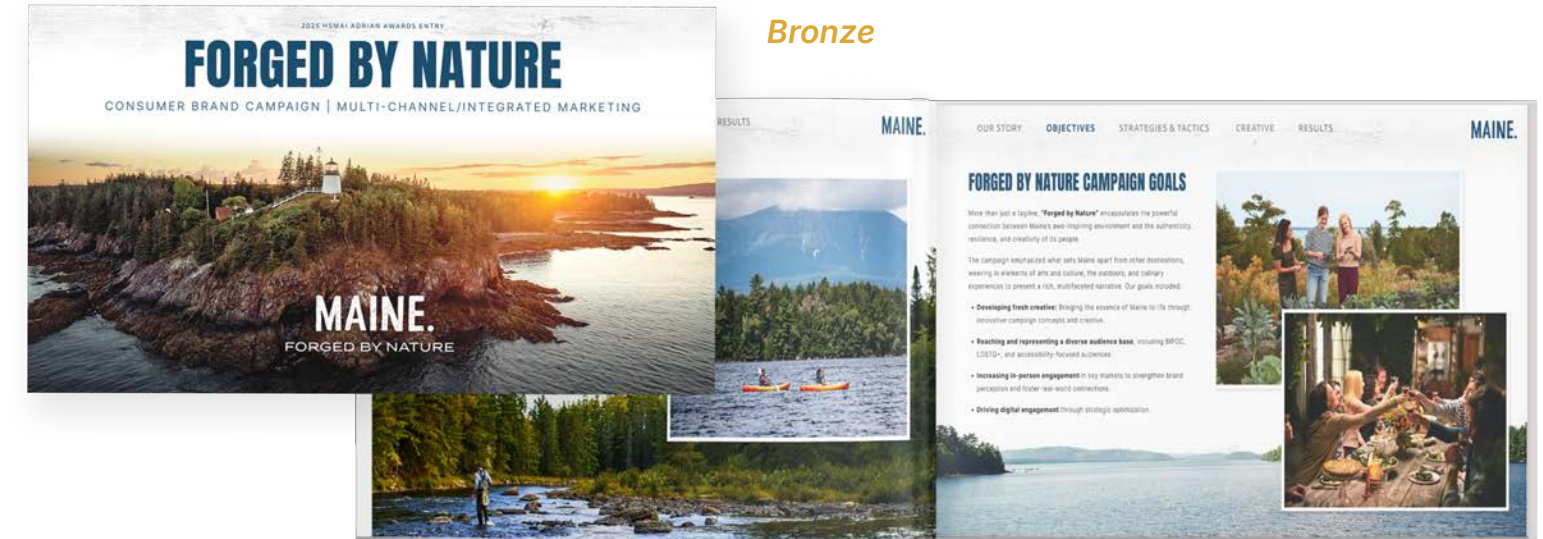 2025 HSMAI ADRIAN AWARDS ENTRY
FORGED BY NATURE
CONSUMER BRAND CAMPAIGN | MULTI-CHANNEL/INTEGRATED MARKETING
MAINE.
FORGED BY NATURE
Bronze
RESULTS
MAINE.
OUR STORY OBJECTIVES STRATEGIES & TACTICS CREATIVE RESULTS
MAINE.
FORGED BY NATURE CAMPAIGN GOALS
More than just a tagline, "Forged by Nature" encapsulates the powerful
connection between Maine's awe-inspiring environment and the authenticity,
resilience, and creativity of its people.
The campaign emphasized what sets Maine apart from other destinations,
weaving in elements of arts and culture, the outdoors, and culinary
experiences to present a rich, multifaceted narrative. Our goals included:
• Developing fresh creative: Bringing the essence of Maine to life through
innovative campaign concepts and creative.
• Reaching and representing a diverse audience base, including BIPOC,
LGBTQ+, and accessibility-focused audiences.
• Increasing in-person engagement in key markets to strengthen brand
perception and foster real-world connections.
• Driving digital engagement through strategic optimization.